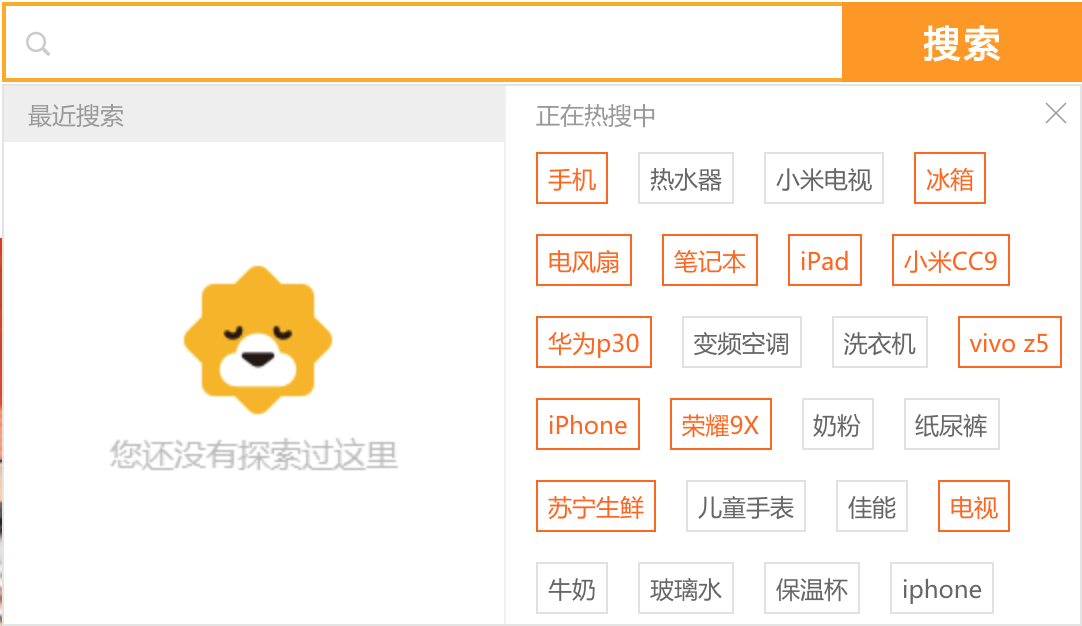 搜索
最近搜索
您还没有探索过这里
正在热搜中
手机 热水器 小米电视 冰箱
电风扇 笔记本 iPad 小米CC9
华为p30 变频空调 洗衣机 vivo z5
iPhone 荣耀9X 奶粉 纸尿裤
苏宁生鲜 儿童手表 佳能 电视
牛奶 玻璃水 保温杯 iphone